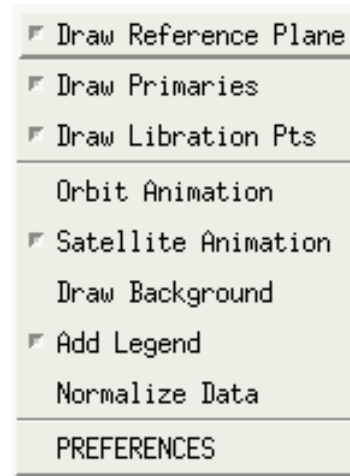 Draw Reference Plane
Draw Primaries
Draw Libration Pts
Orbit Animation
Satellite Animation
Draw Background
Add Legend
Normalize Data
PREFERENCES